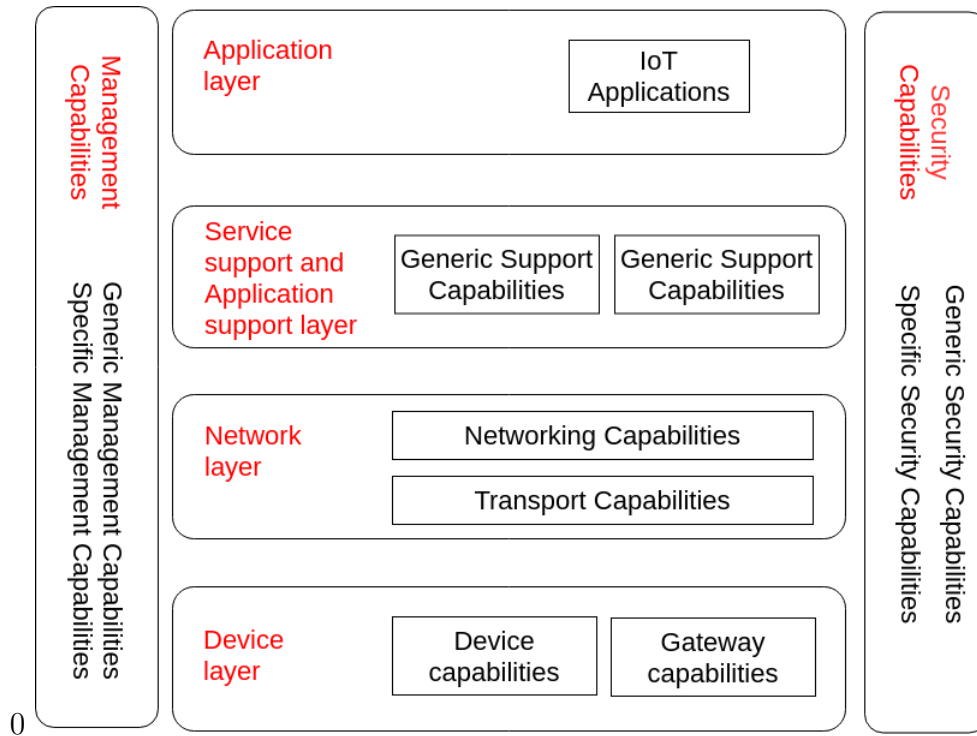 Management
Capabilities
Generic Management Capabilities
Specific Management Capabilities
Application
layer
IoT
Applications
Service
support and
Application
support layer
Generic Support
Capabilities
Generic Support
Capabilities
Network
layer
Networking Capabilities
Transport Capabilities
Device
layer
Device
capabilities
Gateway
capabilities
Security
Capabilities
Generic Security Capabilities
Specific Security Capabilities
0